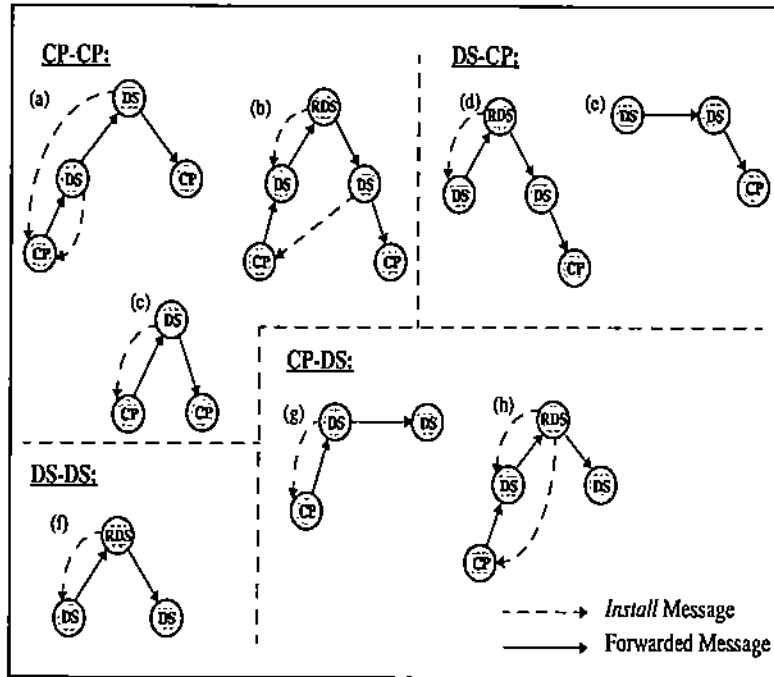 CP-CP:
(a)
DS
DS
CP
CP
(b)
RDS
DS
DS
CP
CP
(c)
DS
CP
CP
DS-CP:
(d)
RDS
DS
DS
CP
(e)
DS
DS
CP
DS-DS:
(f)
RDS
DS
DS
CP-DS:
(g)
DS
DS
CP
(h)
RDS
DS
DS
CP
Install Message
Forwarded Message